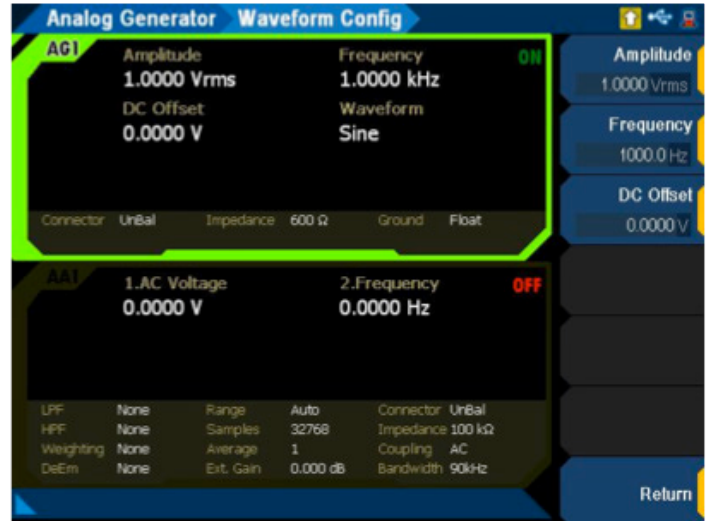 Analog Generator Waveform Config
AG1
Amplitude Frequency ON
1.0000 Vrms 1.0000 kHz
DC Offset Waveform
0.0000 V Sine
Connector UnBal Impedance 600 Ω Ground Float
AA1
1.AC Voltage 2.Frequency OFF
0.0000 V 0.0000 Hz
LPF None Range Auto Connector UnBal
HPF None Samples 32768 Impedance 100 kΩ
Weighting None Average 1 Coupling AC
DeEm None Ext. Gain 0.000 dB Bandwidth 90kHz
Amplitude
1.0000 Vrms
Frequency
1000.0 Hz
DC Offset
0.0000 V
Return